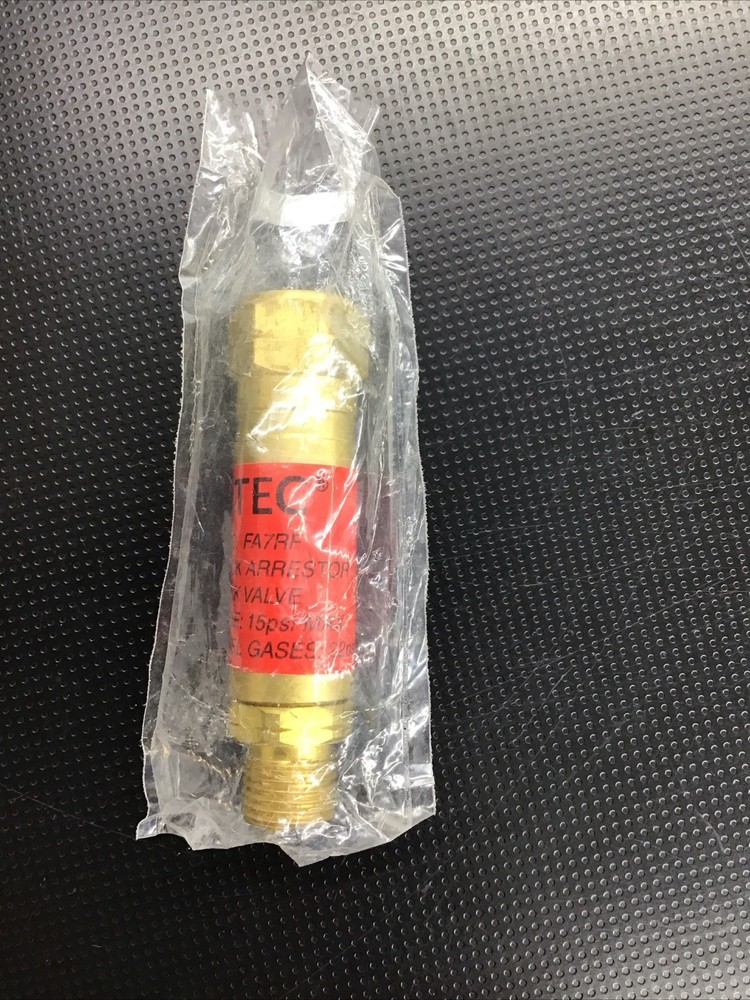 TEC®
FA7RF
K ARRESTOR
K VALVE
E: 15psi
L GASES: